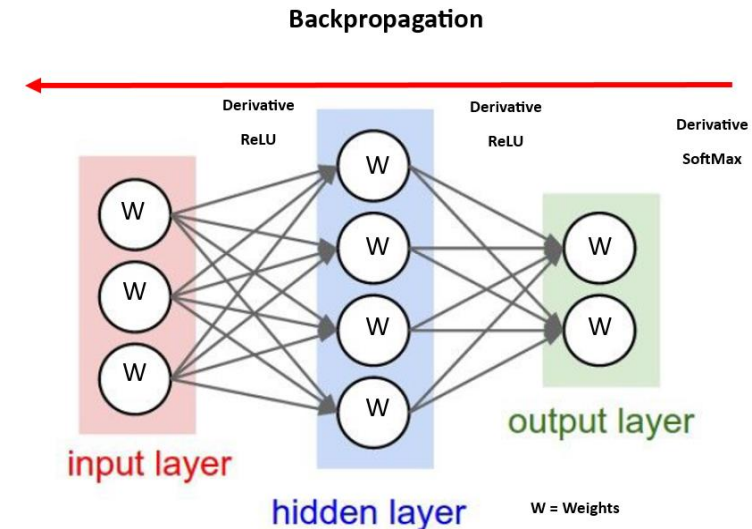 Backpropagation
Derivative
ReLU
Derivative
ReLU
Derivative
SoftMax
W
W
W
W
W
W
W
W
W
input layer
hidden layer
output layer
W = Weights